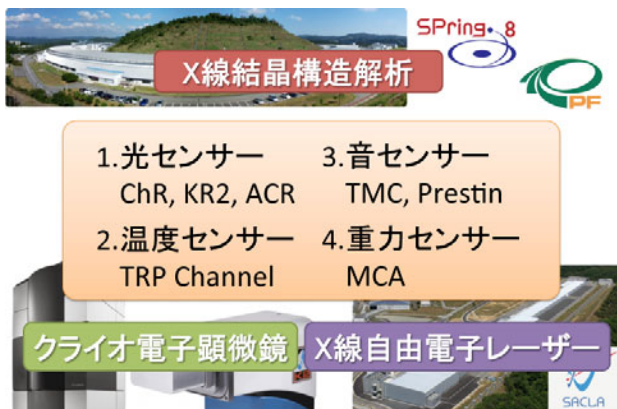 SPring. 8
X線結晶構造解析
PF
1.光センサー
ChR, KR2, ACR
2.温度センサー
TRP Channel
3.音センサー
TMC, Prestin
4.重力センサー
MCA
クライオ電子顕微鏡
X線自由電子レーザー
SACLA